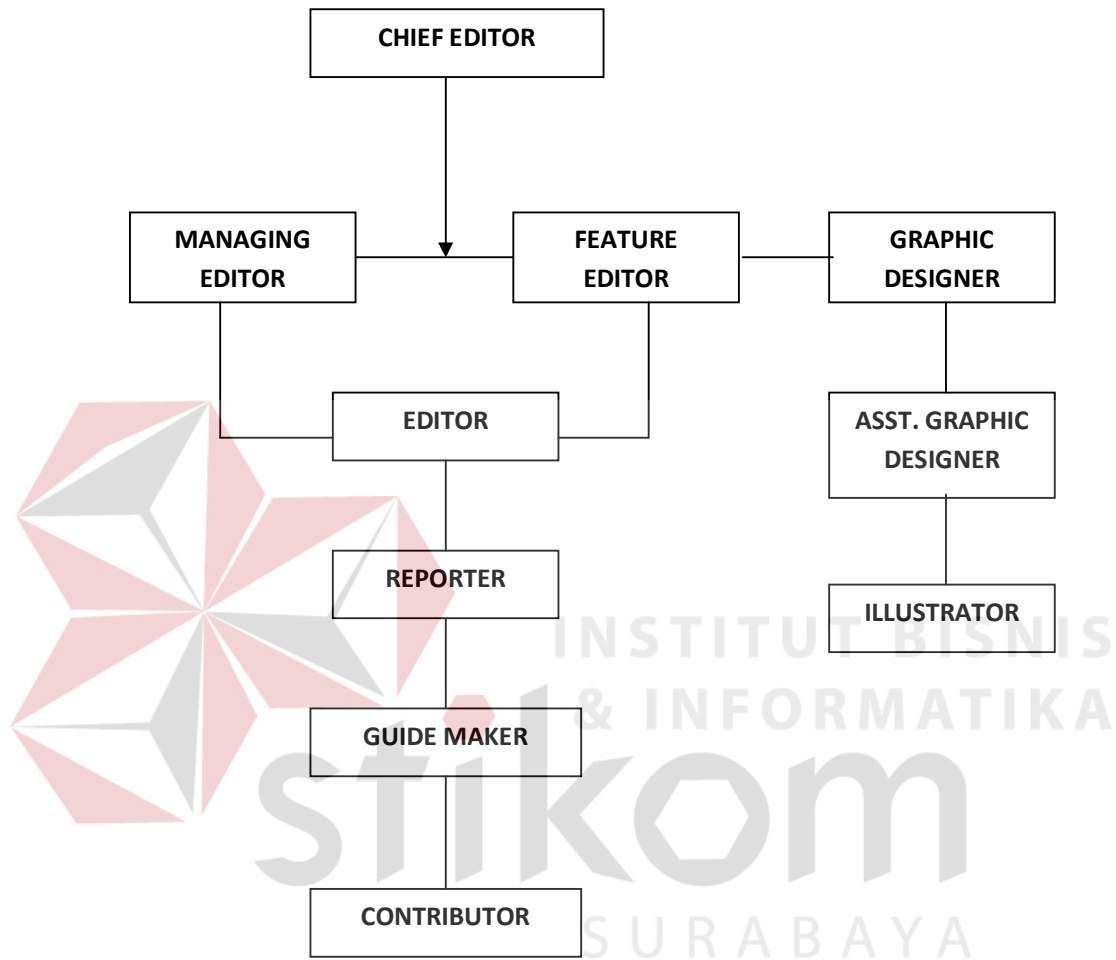 CHIEF EDITOR
MANAGING
EDITOR
FEATURE
EDITOR
GRAPHIC
DESIGNER
EDITOR
ASST. GRAPHIC
DESIGNER
REPORTER
ILLUSTRATOR
GUIDE MAKER
CONTRIBUTOR
INSTITUT BISNIS
& INFORMATIKA
stikom
SURABAYA